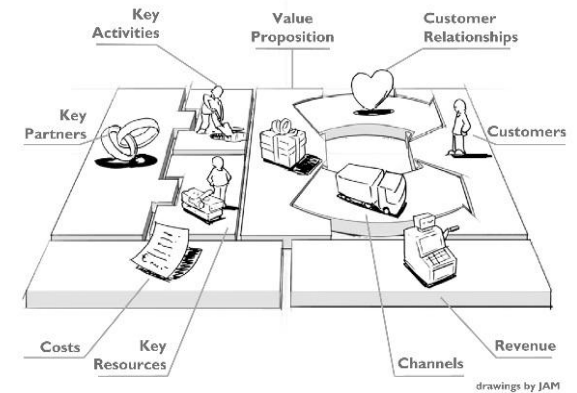 Key
Activities
Value
Proposition
Customer
Relationships
Key
Partners
Customers
Costs
Key
Resources
Channels
Revenue
drawings by JAM